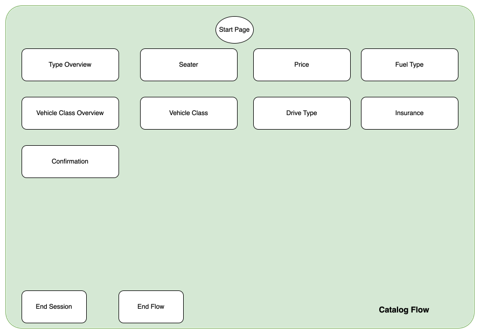 Start Page
Type Overview
Seater
Price
Fuel Type
Vehicle Class Overview
Vehicle Class
Drive Type
Insurance
Confirmation
End Session
End Flow
Catalog Flow